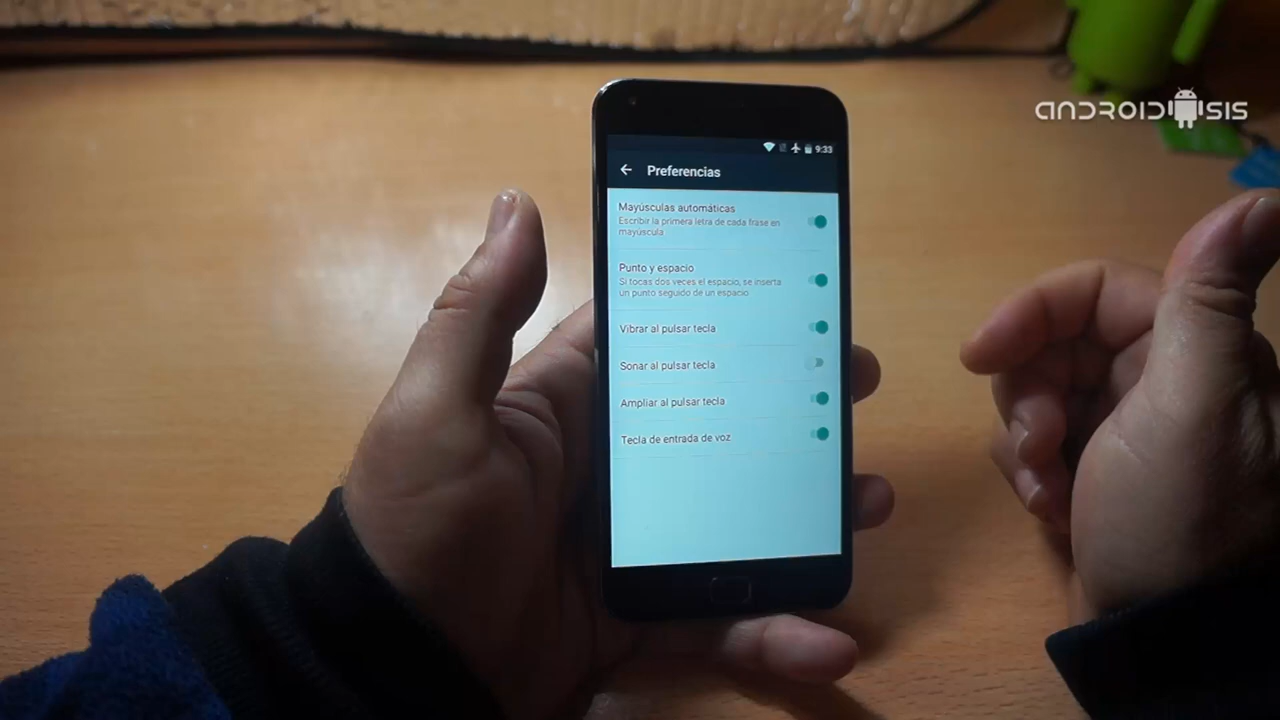 ANDROIDSIS
9:33
Preferencias
Mayúsculas automáticas
Escribir la primera letra de cada frase en
mayúscula
Punto y espacio
Si tocas dos veces el espacio, se inserta
un punto seguido de un espacio
Vibrar al pulsar tecla
Sonar al pulsar tecla
Ampliar al pulsar tecla
Tecla de entrada de voz